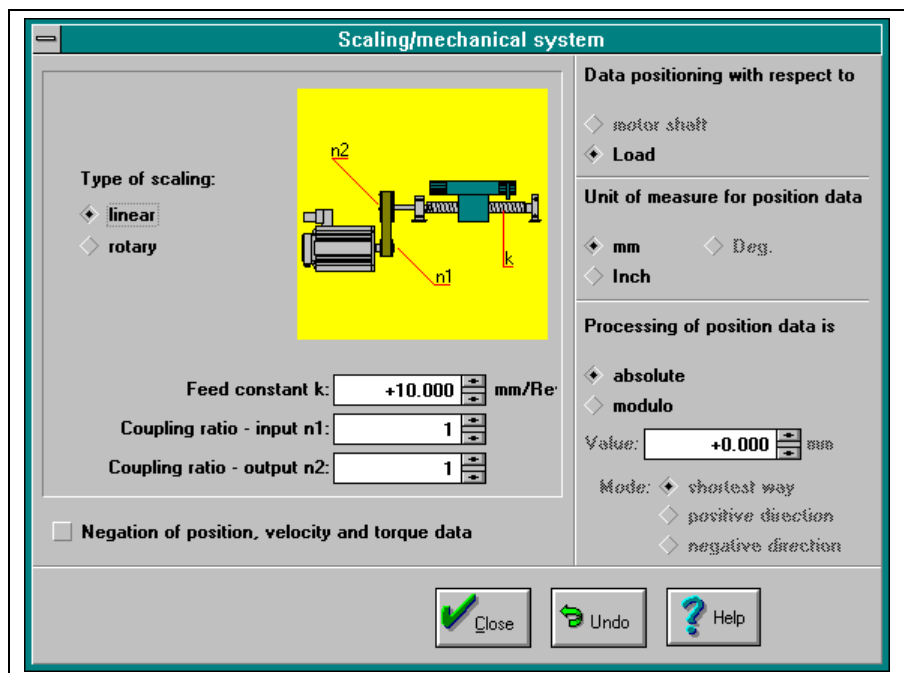 Scaling/mechanical system
Type of scaling:
linear
rotary
n2
n1
k
Feed constant k: +10.000 mm/Re
Coupling ratio - input n1: 1
Coupling ratio - output n2: 1
Negation of position, velocity and torque data
Data positioning with respect to
motor shaft
Load
Unit of measure for position data
mm Deg.
Inch
Processing of position data is
absolute
modulo
Value: +0.000 mm
Mode: shortest way
positive direction
negative direction
Close Undo Help